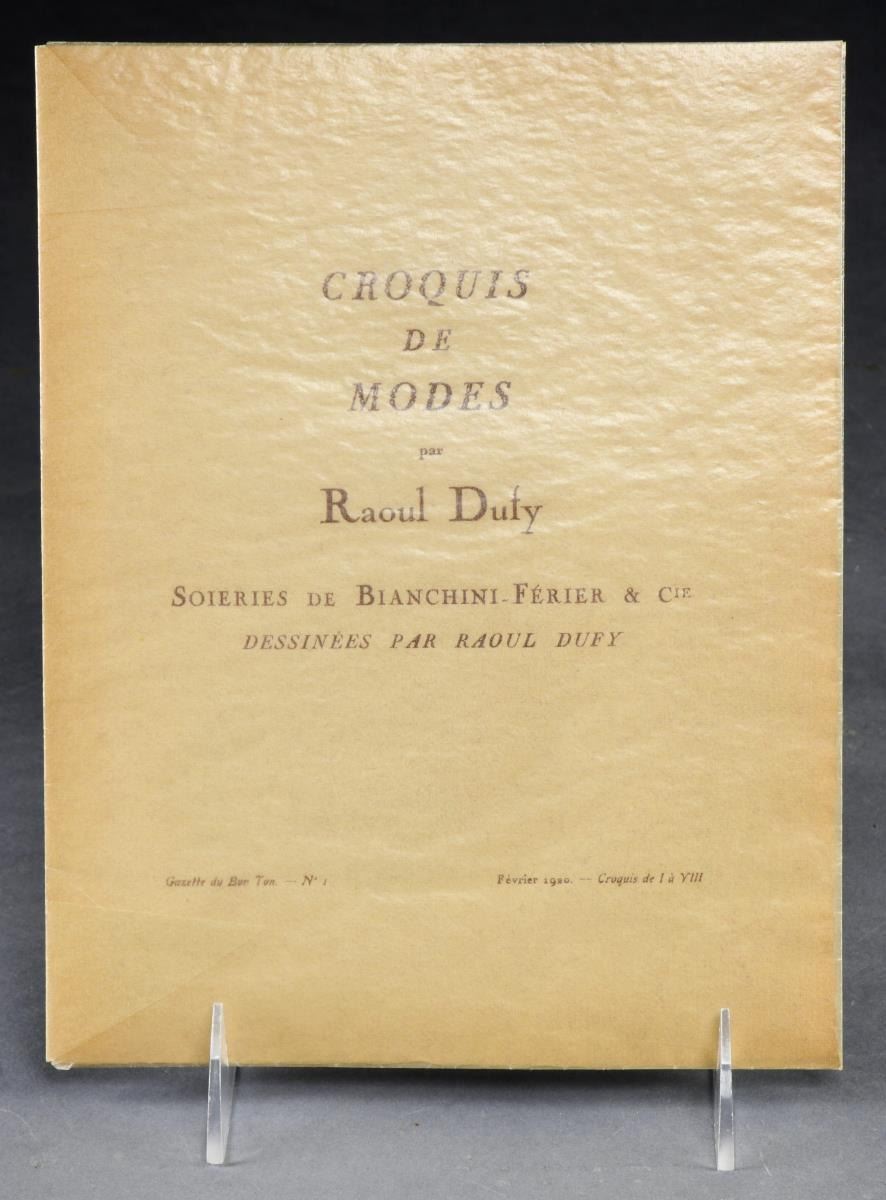 CROQUIS
DE
MODES
par
Raoul Dufy
SOIERIES DE BIANCHINI-FÉRIER & CIE
DESSINÉES PAR RAOUL DUFY
Gazette du Bon Ton. — N° 1
Février 1920. — Croquis de I à VIII